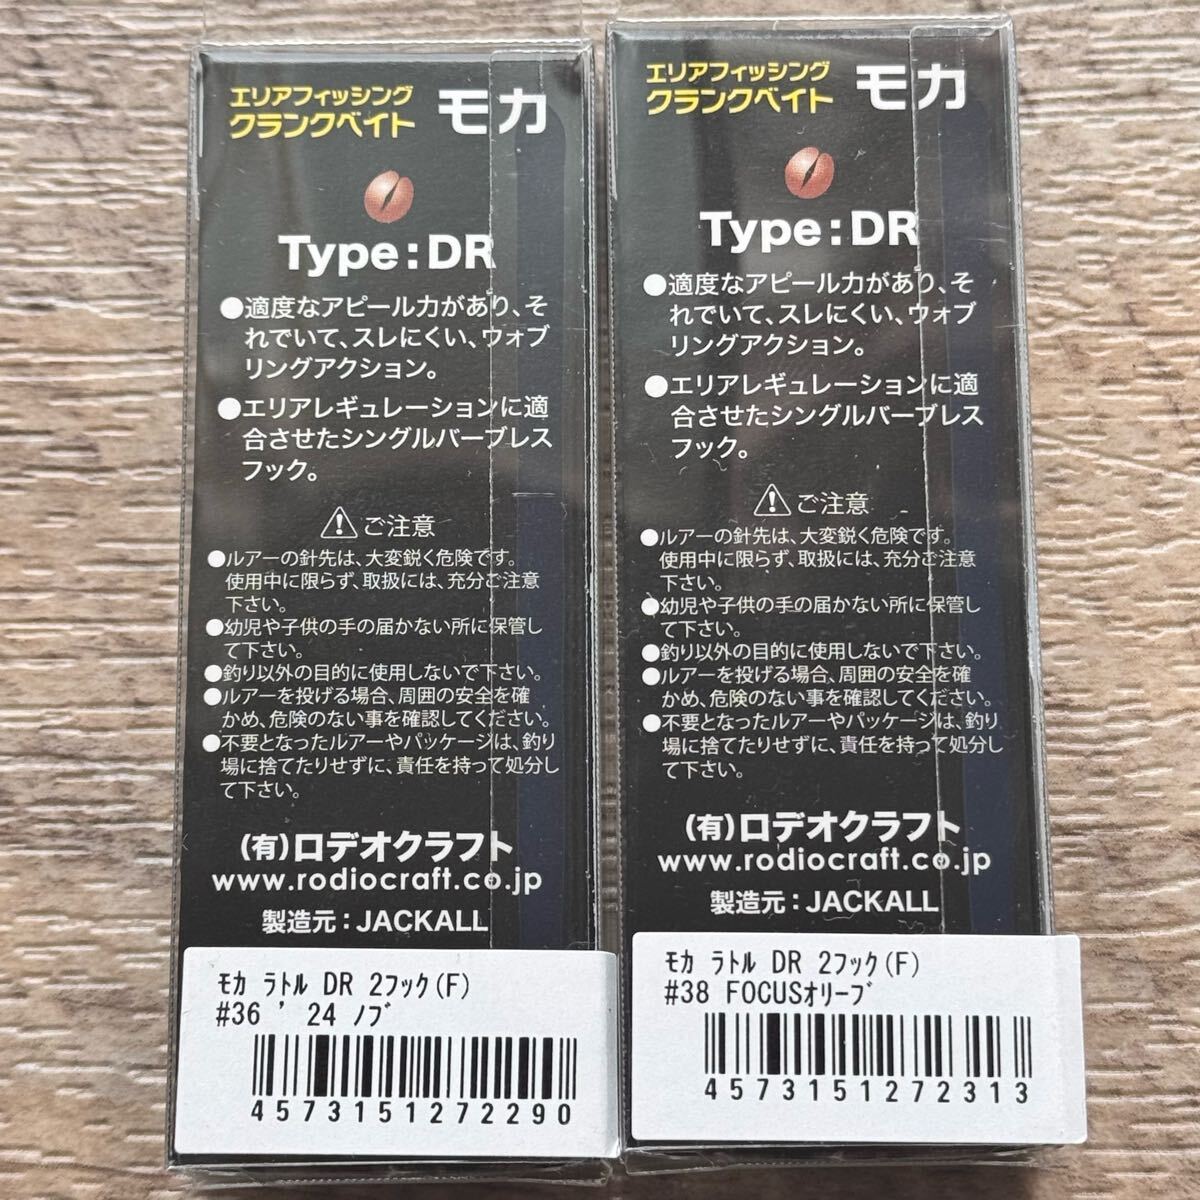 エリアフィッシング
クランクベイト モカ
Type:DR
●適度なアピール力があり、そ
れでいて、スレにくい、ウォブ
リングアクション。
●エリアレギュレーションに適
合させたシングルバーブレス
フック。
⚠ご注意
●ルアーの針先は、大変鋭く危険です。
使用中に限らず、取扱には、充分ご注意
下さい。
●幼児や子供の手の届かない所に保管し
て下さい。
●釣り以外の目的に使用しないで下さい。
●ルアーを投げる場合、周囲の安全を確
かめ、危険のない事を確認してください。
●不要となったルアーやパッケージは、釣り
場に捨てたりせずに、責任を持って処分し
て下さい。
(有)ロデオクラフト
www.rodiocraft.co.jp
製造元:JACKALL
ﾓｶ ﾗﾄﾙ DR 2ﾌｯｸ(F)
#36 ' 24 ﾉﾌﾞ
4573151272290
エリアフィッシング
クランクベイト モカ
Type:DR
●適度なアピール力があり、そ
れでいて、スレにくい、ウォブ
リングアクション。
●エリアレギュレーションに適
合させたシングルバーブレス
フック。
⚠ご注意
●ルアーの針先は、大変鋭く危険です。
使用中に限らず、取扱には、充分ご注意
下さい。
●幼児や子供の手の届かない所に保管し
て下さい。
●釣り以外の目的に使用しないで下さい。
●ルアーを投げる場合、周囲の安全を確
かめ、危険のない事を確認してください。
●不要となったルアーやパッケージは、釣り
場に捨てたりせずに、責任を持って処分し
て下さい。
(有)ロデオクラフト
www.rodiocraft.co.jp
製造元:JACKALL
ﾓｶ ﾗﾄﾙ DR 2ﾌｯｸ(F)
#38 FOCUSｵﾘｰﾌﾞ
4573151272313